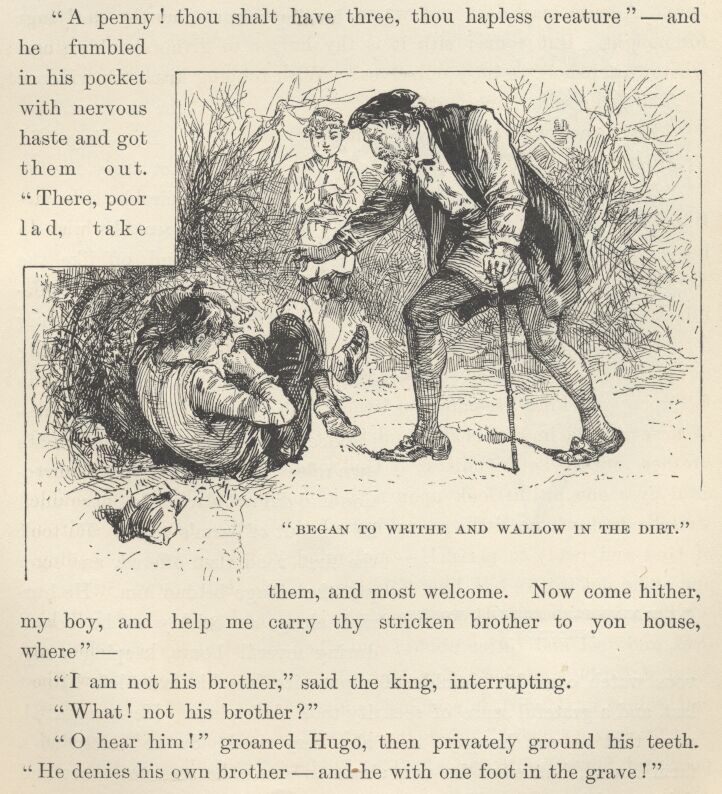 “A penny! thou shalt have three, thou hapless creature”—and
he fumbled
in his pocket
with nervous
haste and got
them out.
“There, poor
lad, take
“BEGAN TO WRITHE AND WALLOW IN THE DIRT.”
them, and most welcome. Now come hither,
my boy, and help me carry thy stricken brother to yon house,
where”—
“I am not his brother,” said the king, interrupting.
“What! not his brother?”
“O hear him!” groaned Hugo, then privately ground his teeth.
“He denies his own brother—and he with one foot in the grave!”